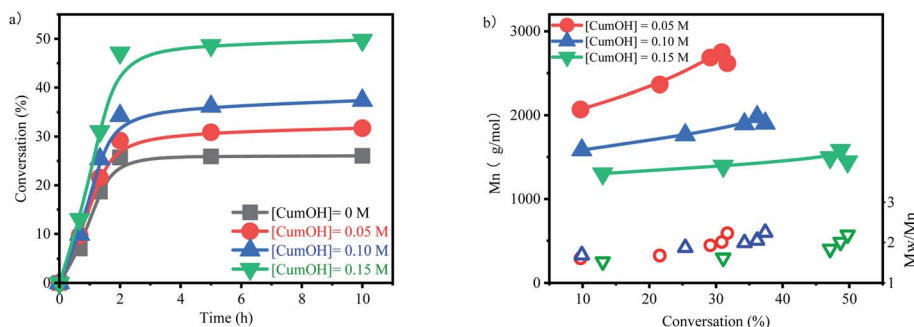 a）
50
40
30
20
10
0
Conversation (%)
0
2
4
6
8
10
Time (h)
[CumOH]= 0 M
[CumOH]= 0.05 M
[CumOH]= 0.10 M
[CumOH]= 0.15 M
b)
[CumOH] = 0.05 M
[CumOH] = 0.10 M
[CumOH] = 0.15 M
3000
2000
1000
0
Mn（ g/mol)
3
2
1
Mw/Mn
10
20
30
40
50
Conversation (%)